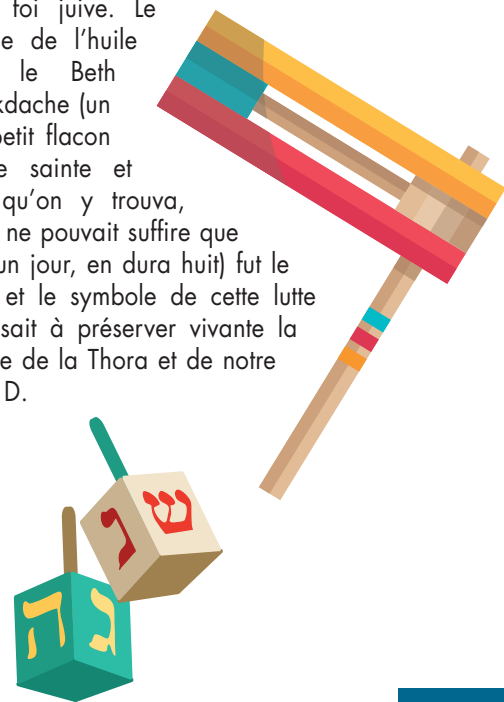 foi juive. Le
e de l’huile
le Beth
kdache (un
petit flacon
e sainte et
qu’on y trouva,
ne pouvait suffire que
un jour, en dura huit) fut le
et le symbole de cette lutte
sait à préserver vivante la
e de la Thora et de notre
D.
נ ש
ה נ